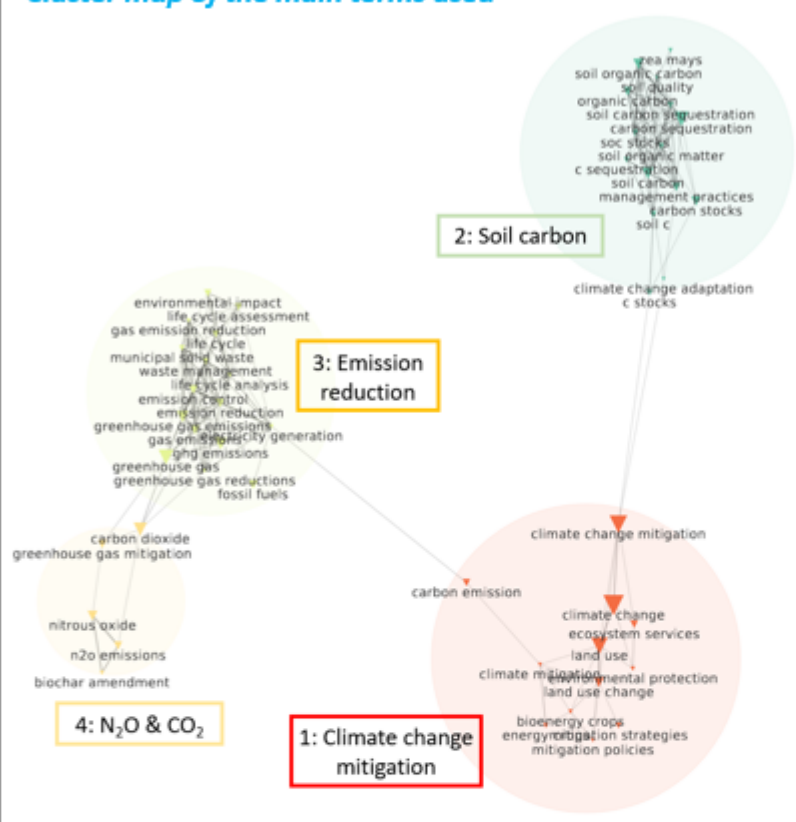 Cluster map of the main terms used
zea mays
soil organic carbon
soil quality
organic carbon
soil carbon sequestration
carbon sequestration
soc stocks
soil organic matter
c sequestration
soil carbon
management practices
carbon stocks
soil c
2: Soil carbon
climate change adaptation
c stocks
environmental impact
life cycle assessment
gas emission reduction
life cycle
municipal solid waste
waste management
life cycle analysis
emission control
emission reduction
greenhouse gas emissions
gas emissions
electricity generation
ghg emissions
greenhouse gas
greenhouse gas reductions
fossil fuels
3: Emission
reduction
carbon dioxide
greenhouse gas mitigation
nitrous oxide
n2o emissions
biochar amendment
4: N₂O & CO₂
climate change mitigation
carbon emission
climate change
ecosystem services
land use
climate mitigation
environmental protection
land use change
bioenergy crops
energy crops
mitigation strategies
mitigation policies
1: Climate change
mitigation